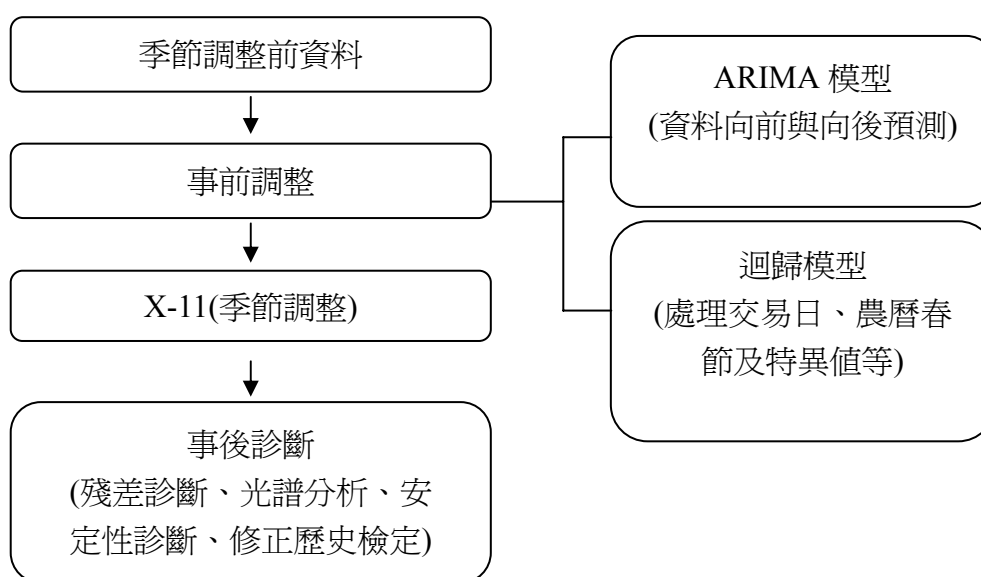 季節調整前資料
事前調整
X-11(季節調整)
事後診斷
(殘差診斷、光譜分析、安
定性診斷、修正歷史檢定)
ARIMA 模型
(資料向前與向後預測)
迴歸模型
(處理交易日、農曆春
節及特異值等)